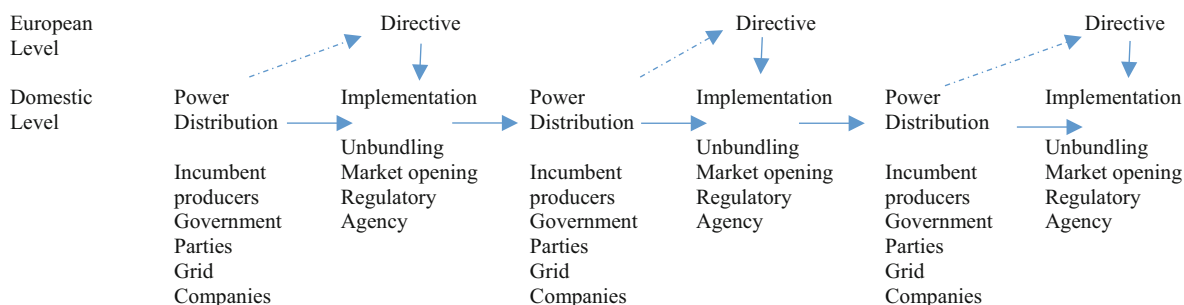 European Level
Directive
Directive
Directive
Domestic Level
Power Distribution
Implementation
Power Distribution
Implementation
Power Distribution
Implementation
Incumbent producers
Government
Parties
Grid
Companies
Unbundling
Market opening
Regulatory
Agency
Incumbent producers
Government
Parties
Grid
Companies
Unbundling
Market opening
Regulatory
Agency
Incumbent producers
Government
Parties
Grid
Companies
Unbundling
Market opening
Regulatory
Agency